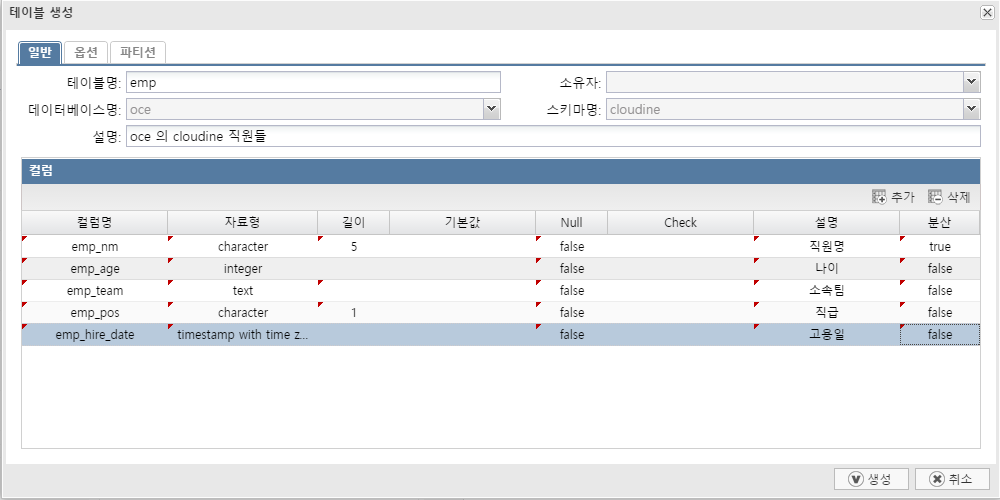 테이블 생성
일반 옵션 파티션
테이블명: emp 소유자:
데이터베이스명: oce 스키마명: cloudine
설명: oce 의 cloudine 직원들
컬럼
추가 삭제
컬럼명 자료형 길이 기본값 Null Check 설명 분산
emp_nm character 5 false 직원명 true
emp_age integer false 나이 false
emp_team text false 소속팀 false
emp_pos character 1 false 직급 false
emp_hire_date timestamp with time z... false 고용일 false
생성 취소